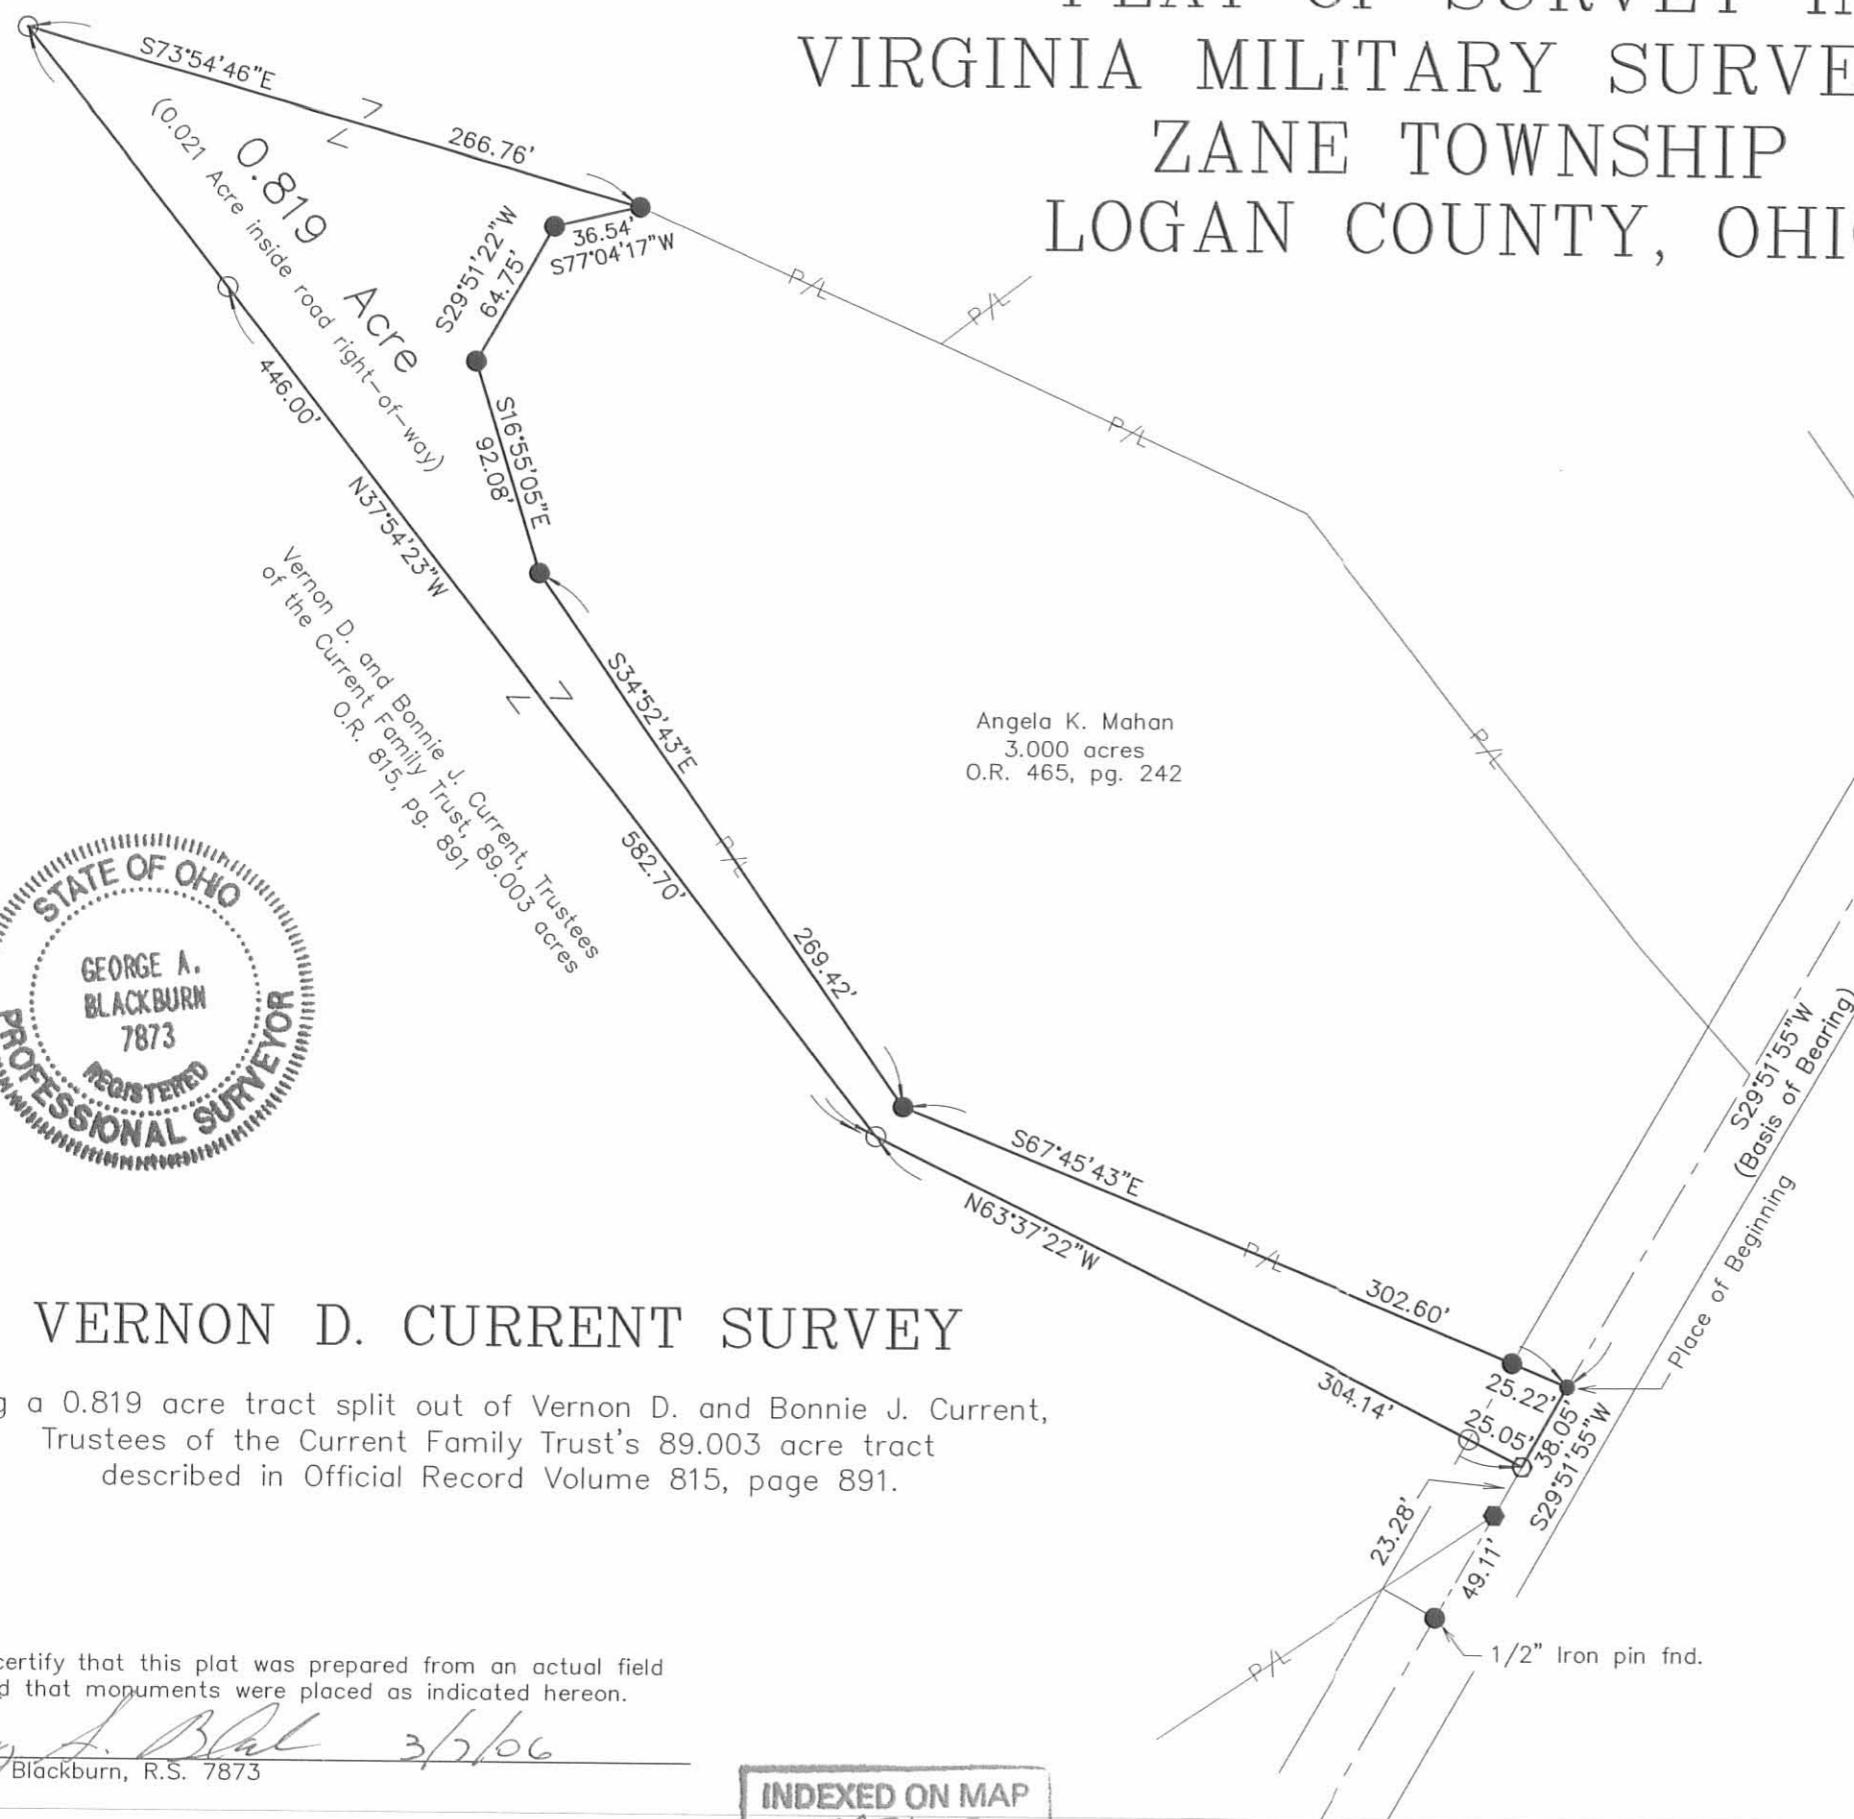 PLAT OF SURVEY IN
VIRGINIA MILITARY SURVE
ZANE TOWNSHIP
LOGAN COUNTY, OHIO
S73°54'46"E
266.76'
0.819 Acre
(0.021 Acre inside road right-of-way)
36.54'
S77°04'17"W
S29°51'22"W
64.75'
S16°55'05"E
92.08'
446.00'
N37°54'23"W
P/L
P/L
P/L
P/L
Vernon D. and Bonnie J. Current, Trustees
of the Current Family Trust, 89.003 acres
O.R. 815, pg. 891
S34°52'43"E
P/L
269.42'
582.70'
Angela K. Mahan
3.000 acres
O.R. 465, pg. 242
STATE OF OHIO
GEORGE A.
BLACKBURN
7873
REGISTERED
PROFESSIONAL SURVEYOR
S29°51'55"W
(Basis of Bearing)
Place of Beginning
S67°45'43"E
P/L
302.60'
N63°37'22"W
304.14'
25.22'
25.05'
38.05'
S29°51'55"W
23.28'
49.11'
P/L
1/2" Iron pin fnd.
VERNON D. CURRENT SURVEY
g a 0.819 acre tract split out of Vernon D. and Bonnie J. Current,
Trustees of the Current Family Trust's 89.003 acre tract
described in Official Record Volume 815, page 891.
certify that this plat was prepared from an actual field
d that monuments were placed as indicated hereon.
3/7/06
Blackburn, R.S. 7873
INDEXED ON MAP